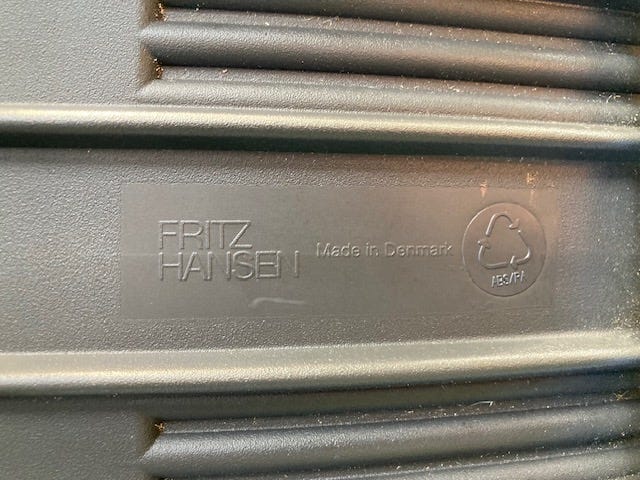 FRITZ
HANSEN
Made in Denmark
ABS/PA